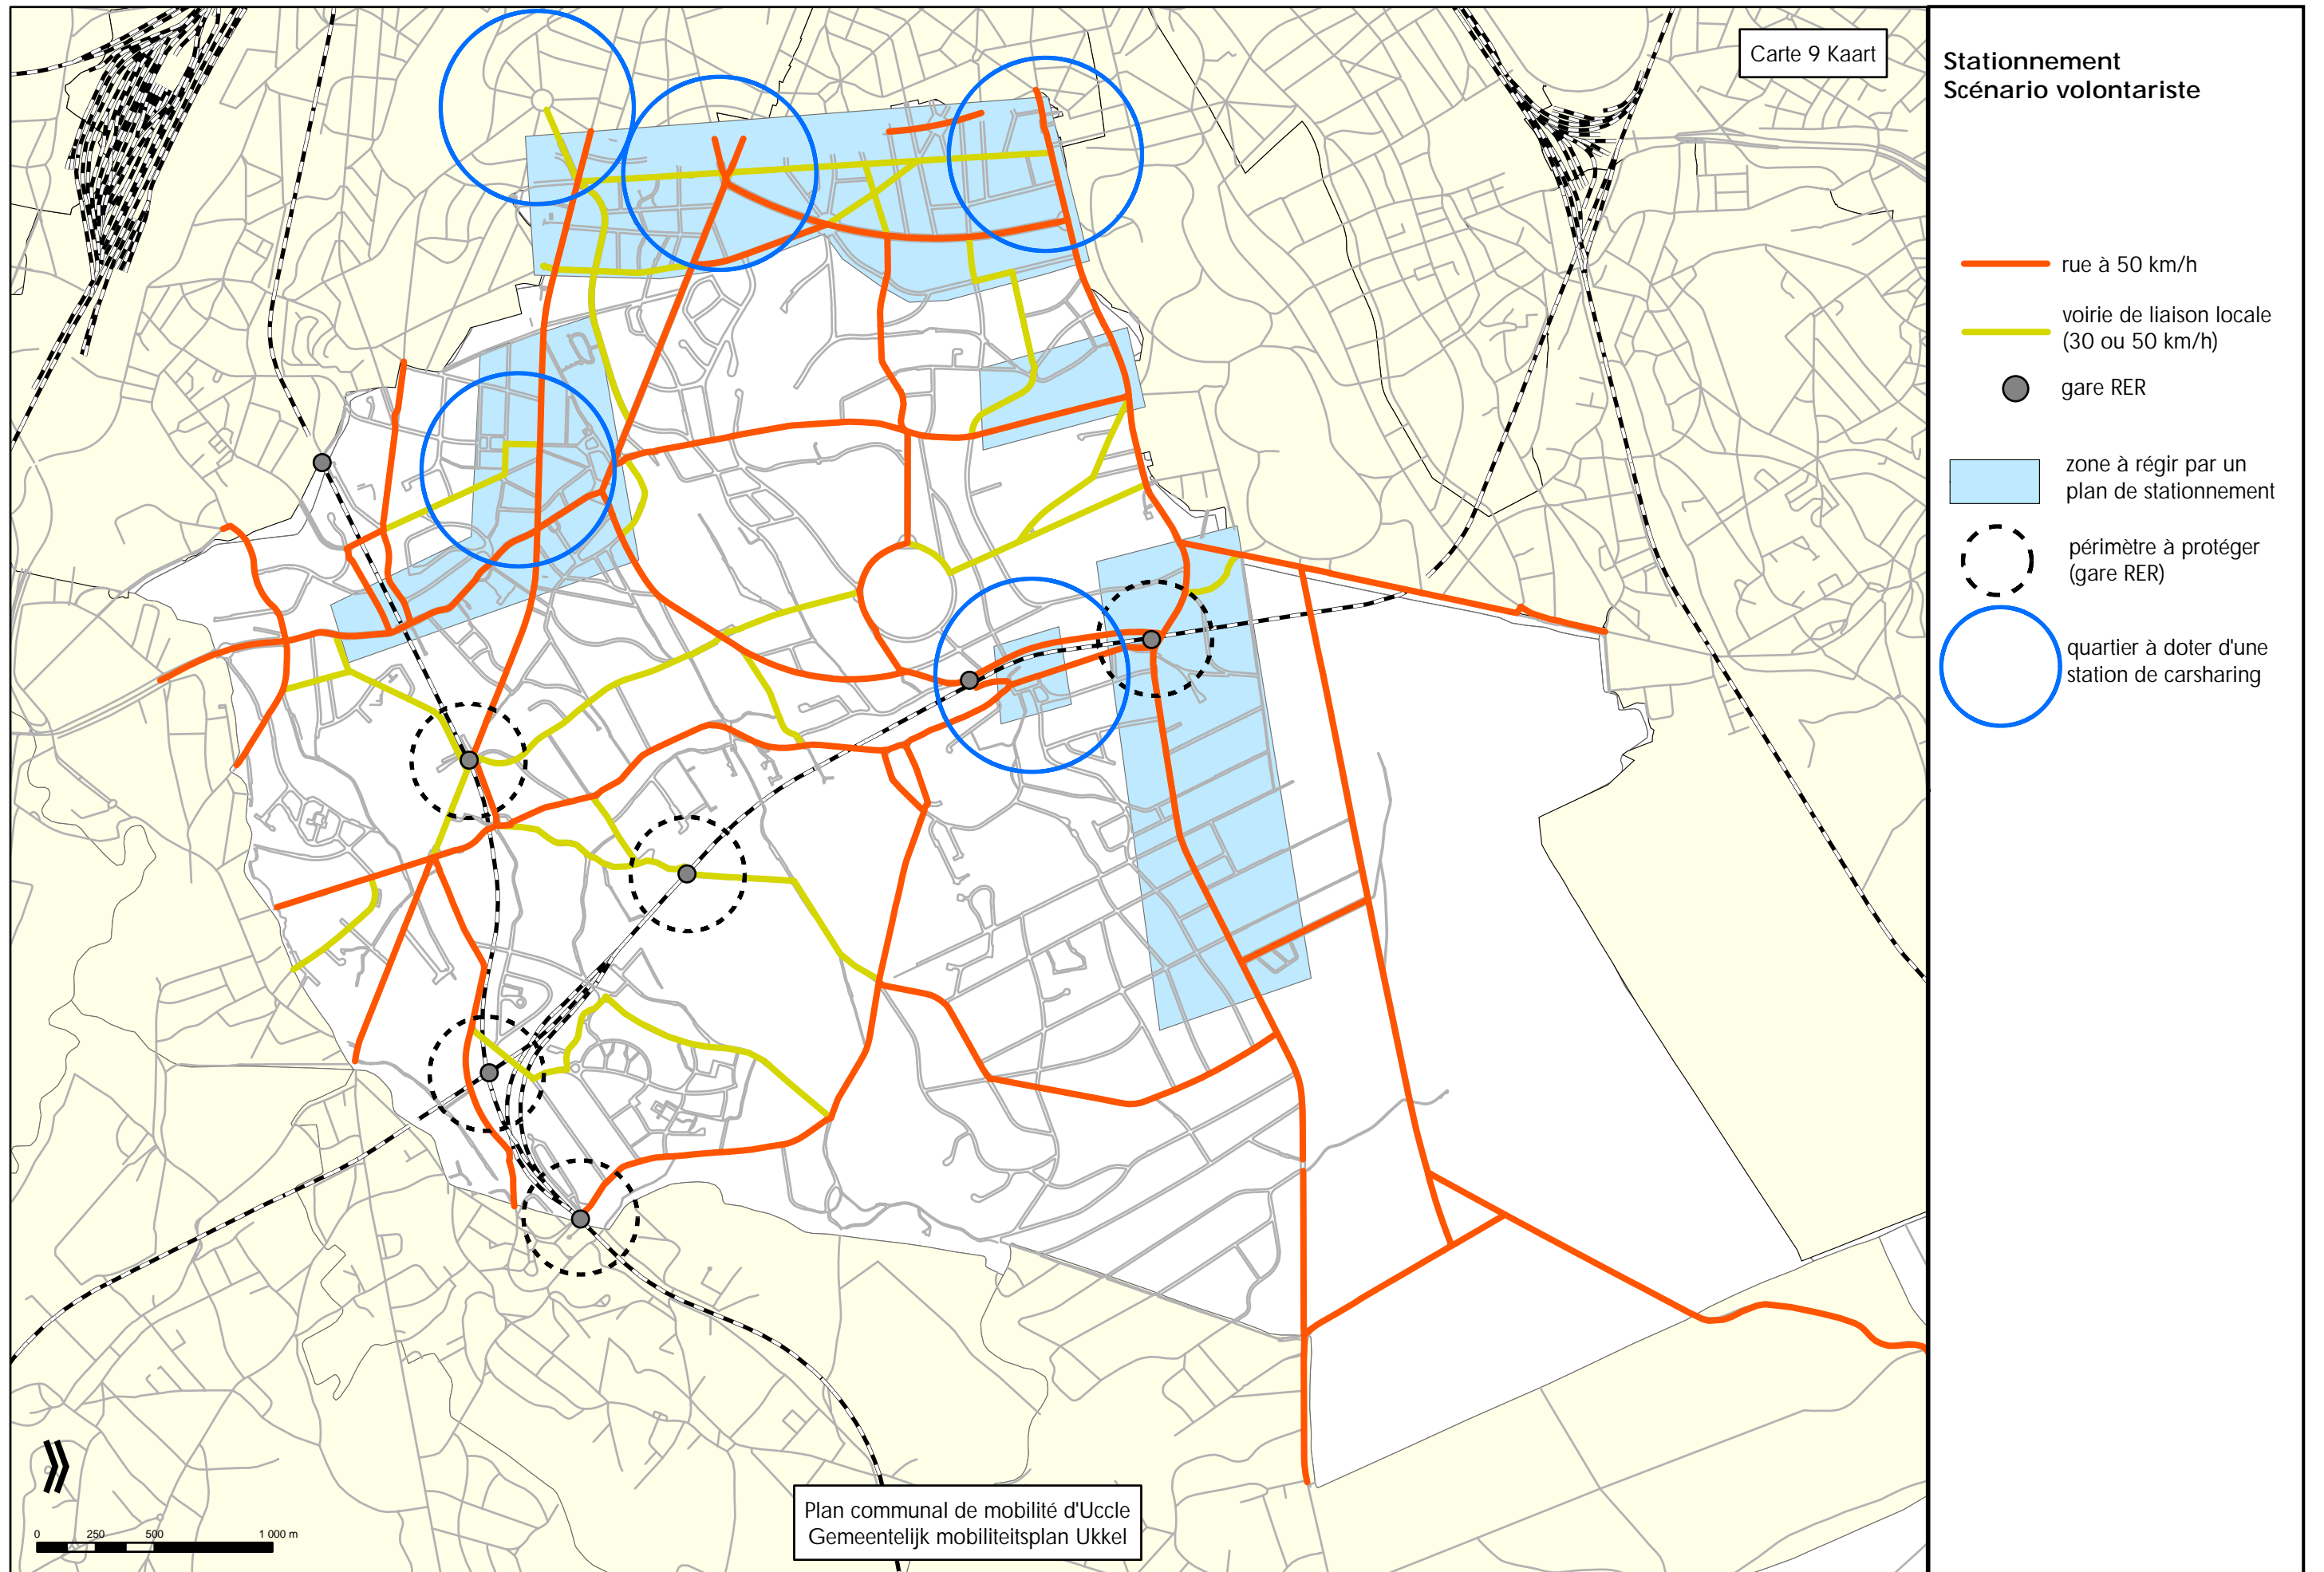 Carte 9 Kaart
Stationnement
Scénario volontariste
rue à 50 km/h
voirie de liaison locale
(30 ou 50 km/h)
gare RER
zone à régir par un
plan de stationnement
périmètre à protéger
(gare RER)
quartier à doter d'une
station de carsharing
Plan communal de mobilité d'Uccle
Gemeentelijk mobiliteitsplan Ukkel
0 250 500 1 000 m